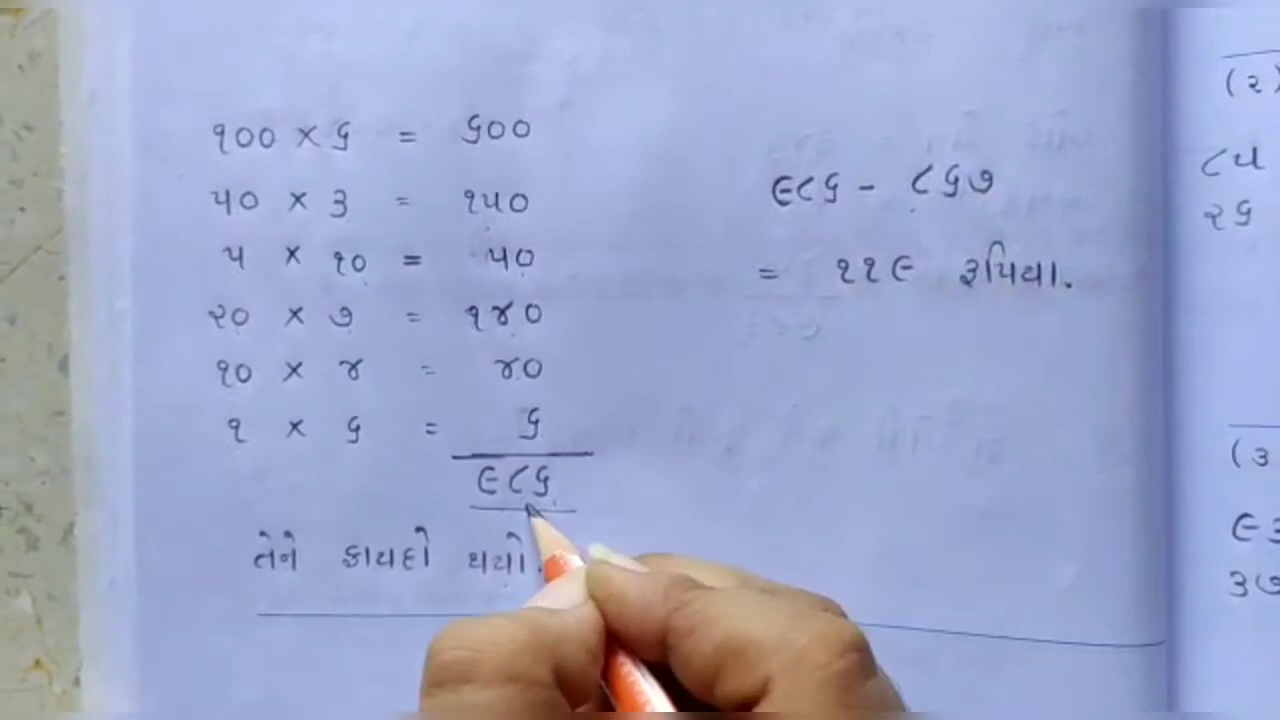 ૧૦૦ × ૬ = ૬૦૦
૫૦ × ૩ = ૧૫૦
૫ × ૧૦ = ૫૦
૨૦ × ૭ = ૧૪૦
૧૦ × ૪ = ૪૦
૧ × ૬ = ૬
૯૮૬
તેને ફાયદો થયો.
૯૮૬ - ૮૬૭
= ૧૧૯ રૂપિયા.
(૨)
૮૫
૨૬
(૩
૯૩
૩૭